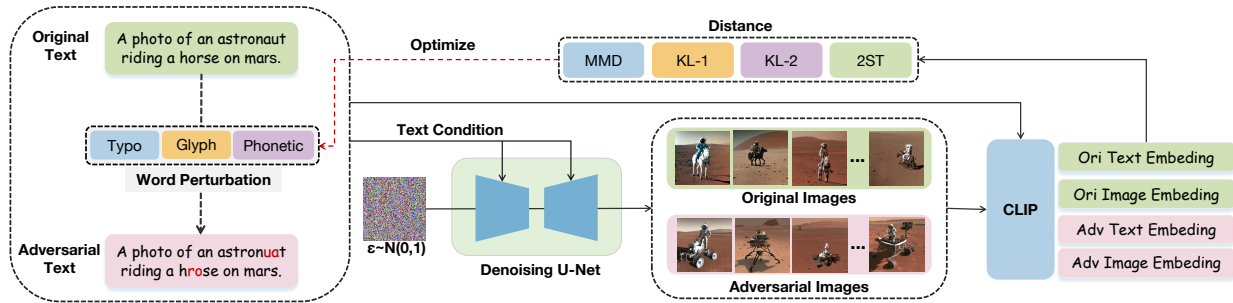 Original
Text
A photo of an astronaut
riding a horse on mars.
Typo
Glyph
Phonetic
Word Perturbation
Adversarial
Text
A photo of an astronuat
riding a hrose on mars.
Optimize
Distance
MMD
KL-1
KL-2
2ST
Text Condition
ε~N(0,1)
Denoising U-Net
...
Original Images
...
Adversarial Images
CLIP
Ori Text Embeding
Ori Image Embeding
Adv Text Embeding
Adv Image Embeding